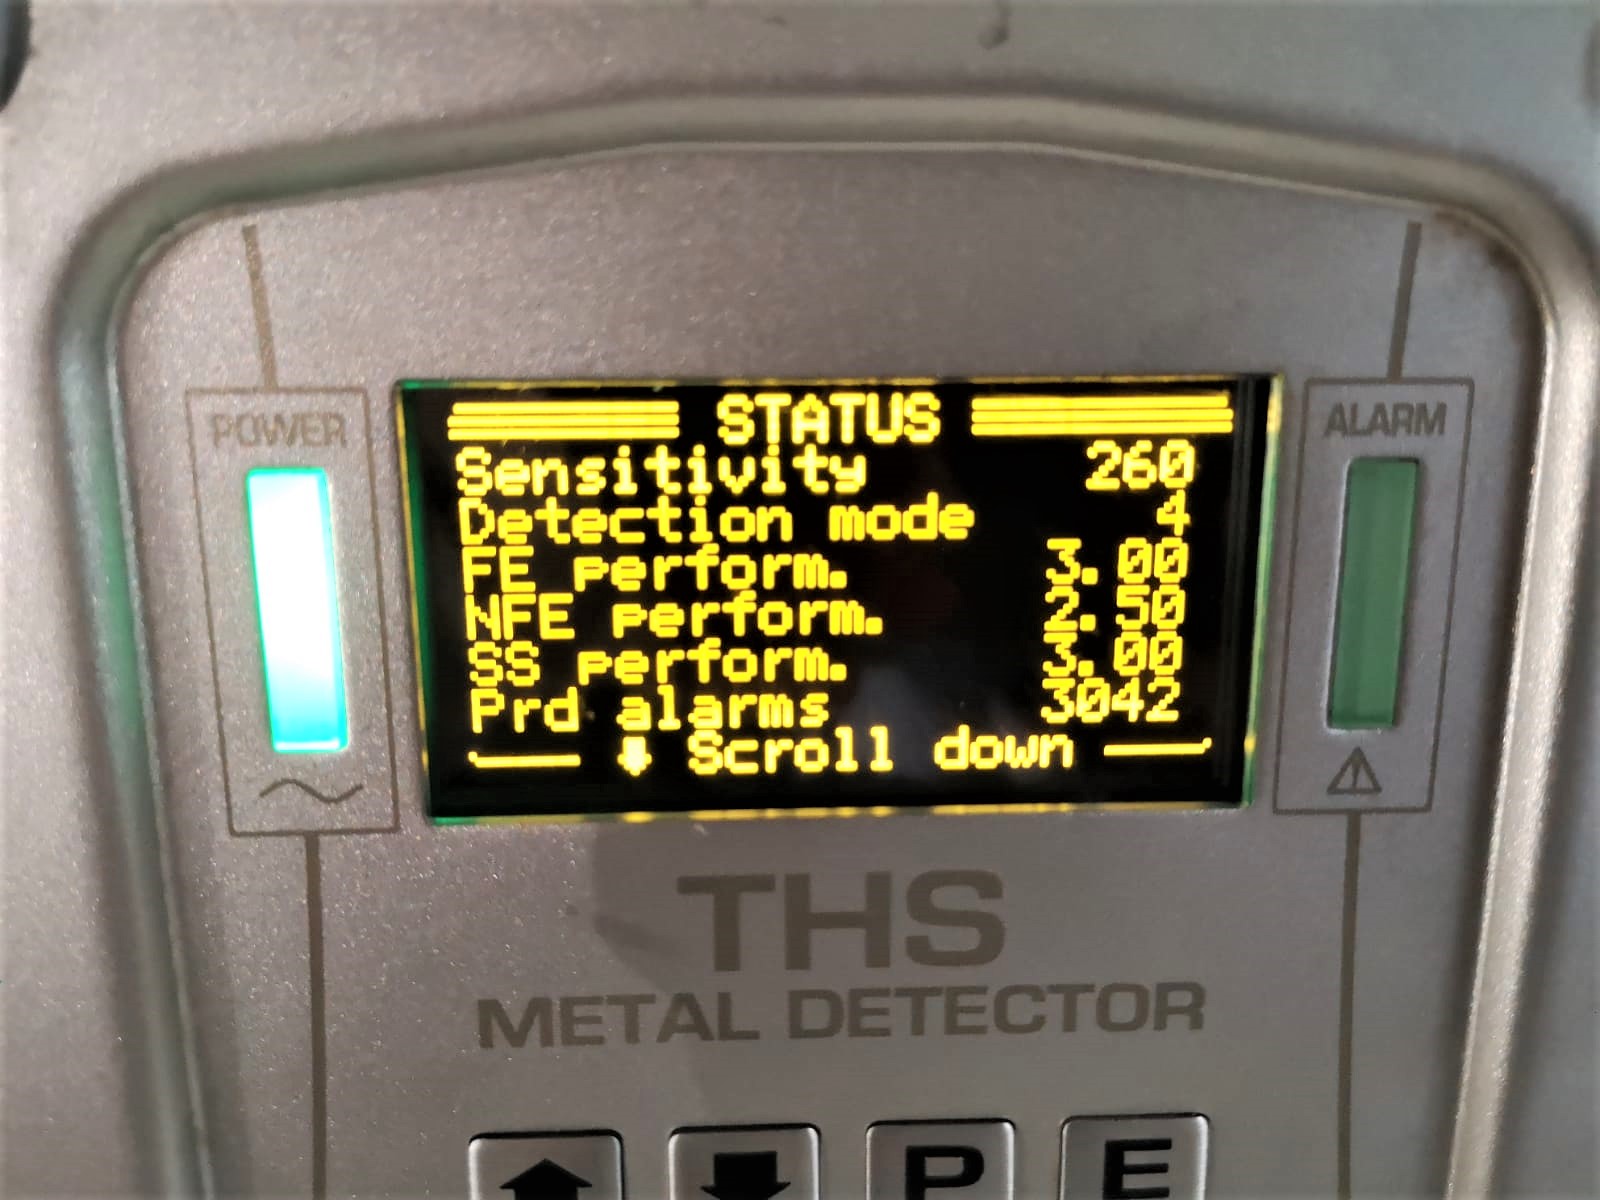 STATUS
Sensitivity 260
Detection mode 4
FE perform. 3.00
NFE perform. 2.50
SS perform. 3.00
Prd alarms 3042
Scroll down
POWER
ALARM
THS
METAL DETECTOR
P E